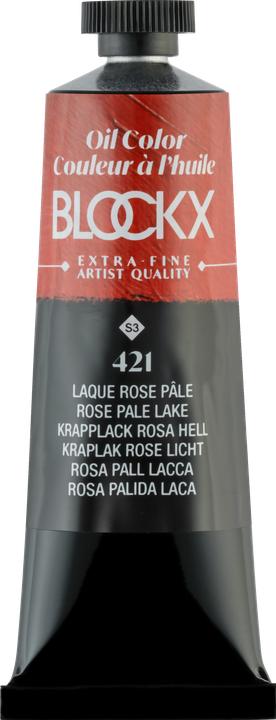 Oil Color
Couleur à l'huile
BLOCKX
EXTRA-FINE
ARTIST QUALITY
S3
421
LAQUE ROSE PÂLE
ROSE PALE LAKE
KRAPPLACK ROSA HELL
KRAPLAK ROSE LICHT
ROSA PALL LACCA
ROSA PALIDA LACA